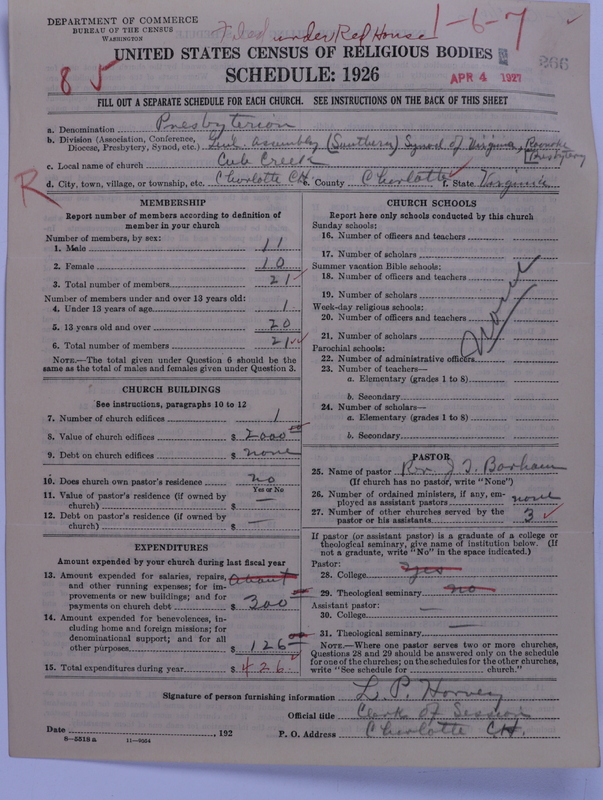 DEPARTMENT OF COMMERCE
BUREAU OF THE CENSUS
WASHINGTON
Filed under Red House
1-6-7
UNITED STATES CENSUS OF RELIGIOUS BODIES
SCHEDULE: 1926
85
APR 4 1927
266
FILL OUT A SEPARATE SCHEDULE FOR EACH CHURCH. SEE INSTRUCTIONS ON THE BACK OF THIS SHEET
a. Denomination Presbyterian
b. Division (Association, Conference, Diocese, Presbytery, Synod, etc.) Genl. Assembly (Southern) Synod of Virginia, Roanoke Presbytery
c. Local name of church Cub Creek
d. City, town, village, or township, etc. Charlotte CH. e. County Charlotte f. State Virginia
R
MEMBERSHIP
Report number of members according to definition of member in your church
Number of members, by sex:
1. Male 11
2. Female 10
3. Total number of members 21
Number of members under and over 13 years old:
4. Under 13 years of age 1
5. 13 years old and over 20
6. Total number of members 21
NOTE.—The total given under Question 6 should be the same as the total of males and females given under Question 3.
CHURCH BUILDINGS
See instructions, paragraphs 10 to 12
7. Number of church edifices 1
8. Value of church edifices $ 2000 00
9. Debt on church edifices $ none
10. Does church own pastor's residence? no
Yes or No
11. Value of pastor's residence (if owned by church) $ —
12. Debt on pastor's residence (if owned by church) $ —
EXPENDITURES
Amount expended by your church during last fiscal year
13. Amount expended for salaries, repairs, and other running expenses; for improvements or new buildings; and for payments on church debt $ about 300
14. Amount expended for benevolences, including home and foreign missions; for denominational support; and for all other purposes $ 126 00
15. Total expenditures during year $ 426.
CHURCH SCHOOLS
Report here only schools conducted by this church
Sunday schools:
16. Number of officers and teachers
17. Number of scholars
Summer vacation Bible schools:
18. Number of officers and teachers
19. Number of scholars
Week-day religious schools:
20. Number of officers and teachers
21. Number of scholars
none
Parochial schools:
22. Number of administrative officers
23. Number of teachers—
a. Elementary (grades 1 to 8)
b. Secondary
24. Number of scholars—
a. Elementary (grades 1 to 8)
b. Secondary
PASTOR
25. Name of pastor Rev. J. T. Barham
(If church has no pastor, write "None")
26. Number of ordained ministers, if any, employed as assistant pastors none
27. Number of other churches served by the pastor or his assistants 3
If pastor (or assistant pastor) is a graduate of a college or theological seminary, give name of institution below. (If not a graduate, write "No" in the space indicated.)
Pastor:
28. College yes
29. Theological seminary no
Assistant pastor:
30. College —
31. Theological seminary —
NOTE.—Where one pastor serves two or more churches, Questions 28 and 29 should be answered only on the schedule for one of the churches; on the schedules for the other churches, write "See schedule for church."
Signature of person furnishing information L. P. Horvey
Official title Clerk of Session
Date , 192 P. O. Address Charlotte CH.
8—5518 a 11—9554